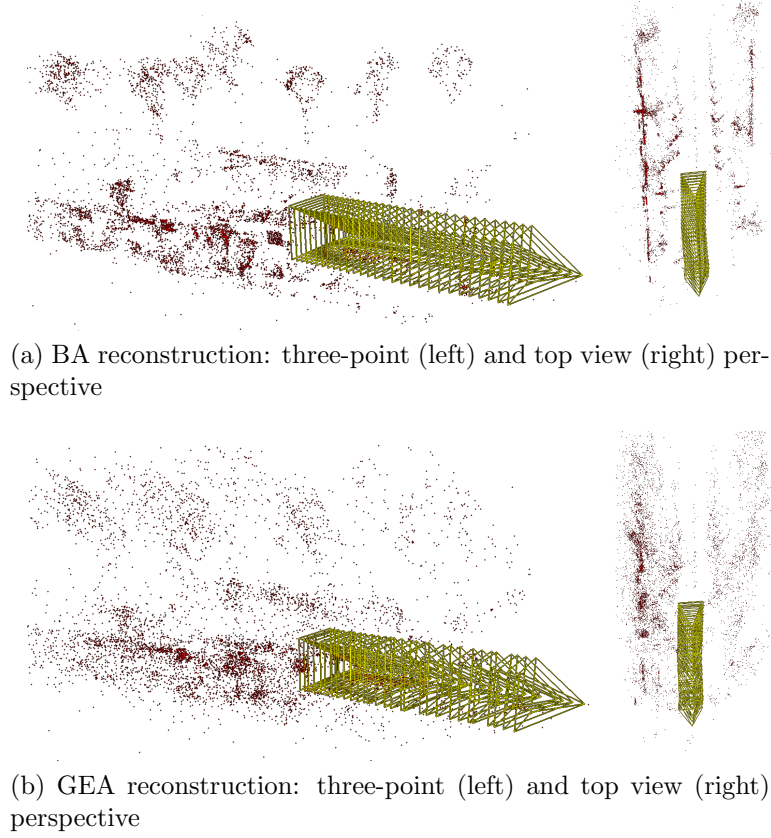 (a) BA reconstruction: three-point (left) and top view (right) per-
spective
(b) GEA reconstruction: three-point (left) and top view (right)
perspective